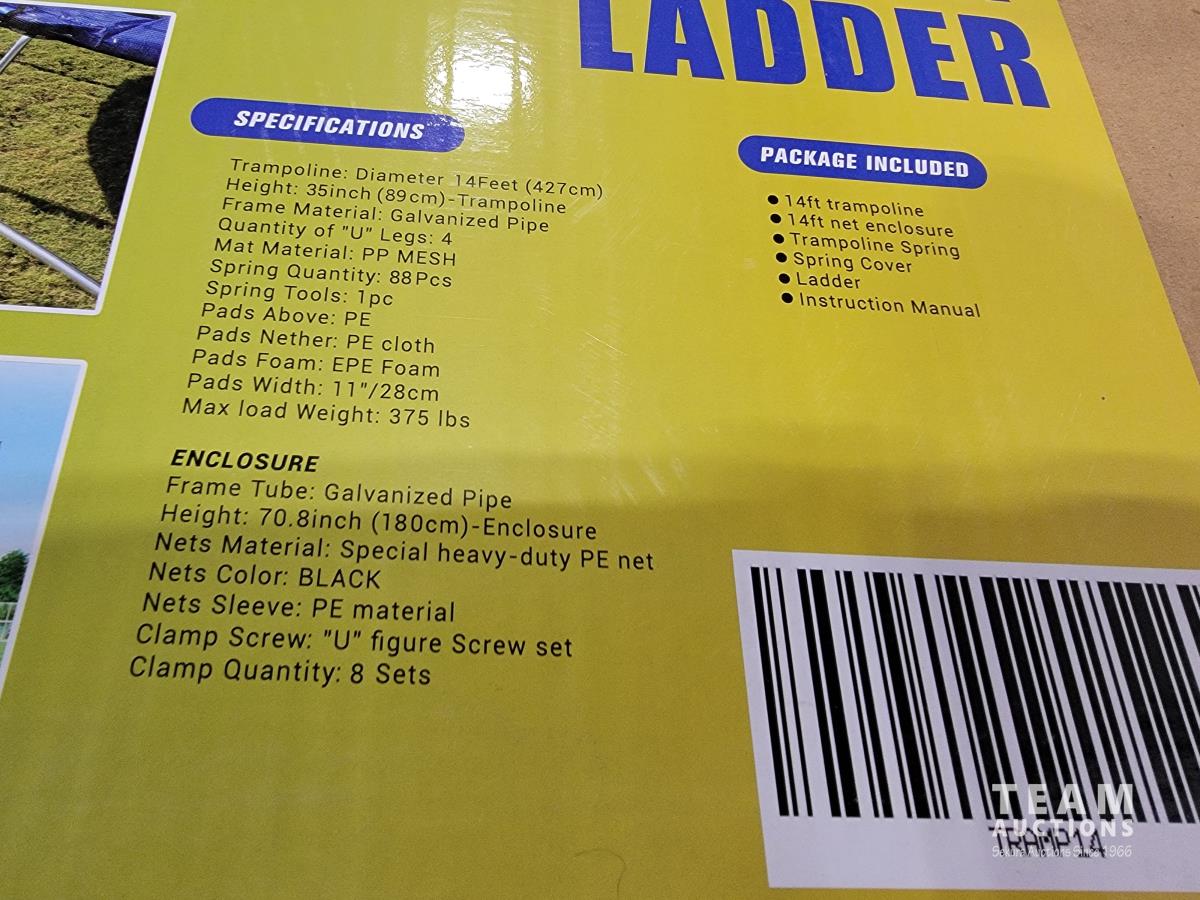 LADDER
SPECIFICATIONS
Trampoline: Diameter 14Feet (427cm)
Height: 35inch (89cm)-Trampoline
Frame Material: Galvanized Pipe
Quantity of "U" Legs: 4
Mat Material: PP MESH
Spring Quantity: 88Pcs
Spring Tools: 1pc
Pads Above: PE
Pads Nether: PE cloth
Pads Foam: EPE Foam
Pads Width: 11"/28cm
Max load Weight: 375 lbs
ENCLOSURE
Frame Tube: Galvanized Pipe
Height: 70.8inch (180cm)-Enclosure
Nets Material: Special heavy-duty PE net
Nets Color: BLACK
Nets Sleeve: PE material
Clamp Screw: "U" figure Screw set
Clamp Quantity: 8 Sets
PACKAGE INCLUDED
● 14ft trampoline
● 14ft net enclosure
● Trampoline Spring
● Spring Cover
● Ladder
● Instruction Manual
TRAMP14
TEAM
AUCTIONS
Sekura Auctions Since 1966